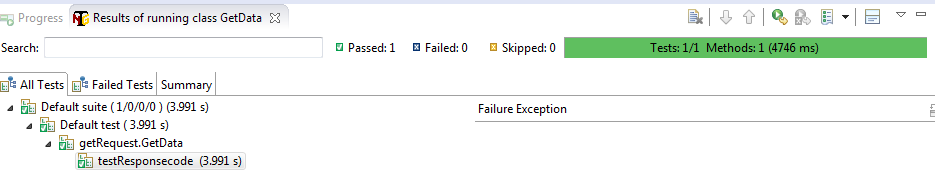 Progress Results of running class GetData
Search: Passed: 1 Failed: 0 Skipped: 0 Tests: 1/1 Methods: 1 (4746 ms)
All Tests Failed Tests Summary
Default suite ( 1/0/0/0 ) (3.991 s) Failure Exception
Default test ( 3.991 s)
getRequest.GetData
testResponsecode (3.991 s)